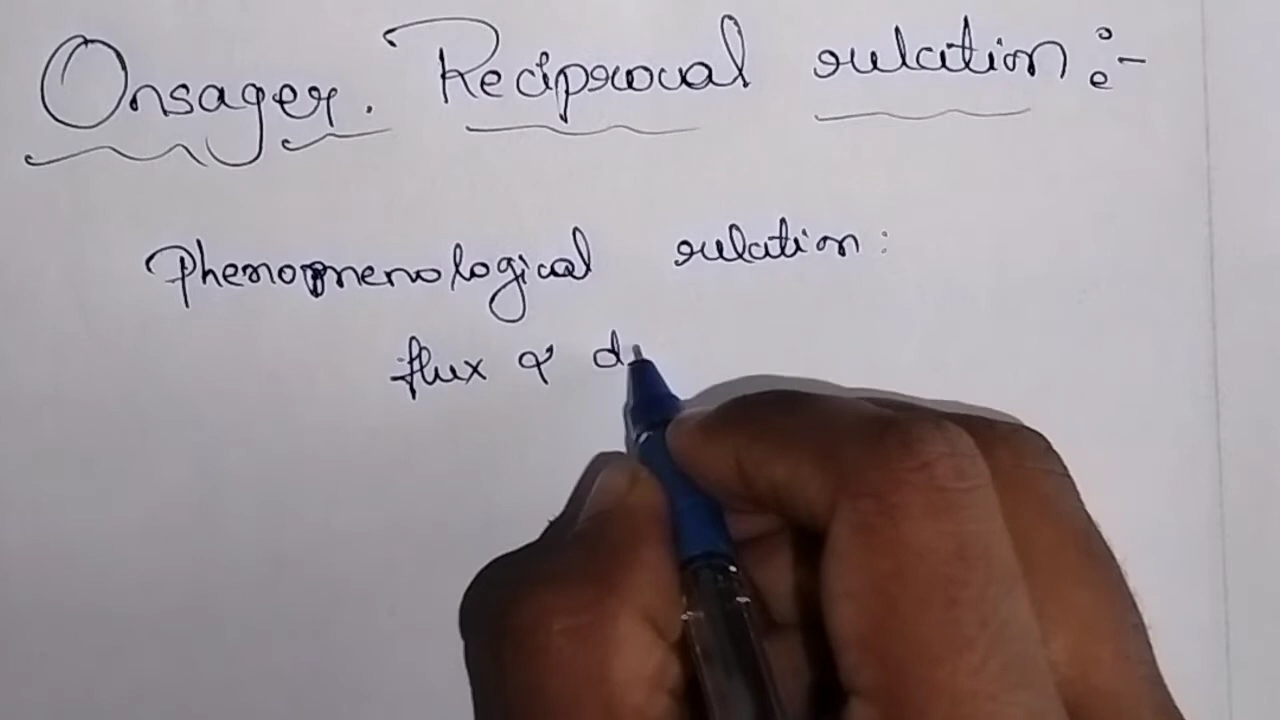 Onsager. Reciprocal relation :-
Phenomenological relation :
flux ∝ d